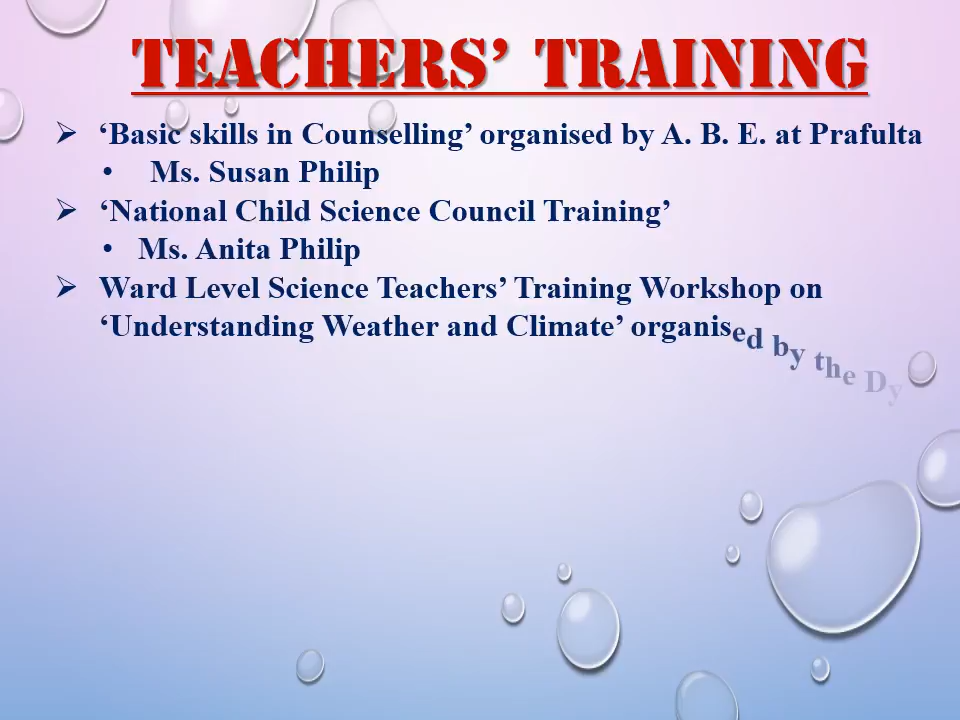 TEACHERS’ TRAINING
➢ ‘Basic skills in Counselling’ organised by A. B. E. at Prafulta
• Ms. Susan Philip
➢ ‘National Child Science Council Training’
• Ms. Anita Philip
➢ Ward Level Science Teachers’ Training Workshop on
‘Understanding Weather and Climate’ organised by the Dy